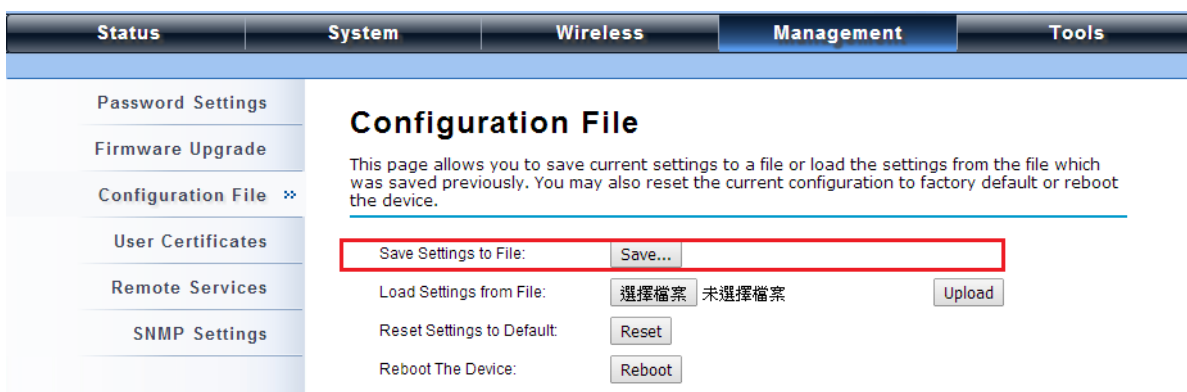 Status System Wireless Management Tools
Password Settings
Firmware Upgrade
Configuration File »
User Certificates
Remote Services
SNMP Settings
Configuration File
This page allows you to save current settings to a file or load the settings from the file which
was saved previously. You may also reset the current configuration to factory default or reboot
the device.
Save Settings to File: Save...
Load Settings from File: 選擇檔案 未選擇檔案 Upload
Reset Settings to Default: Reset
Reboot The Device: Reboot